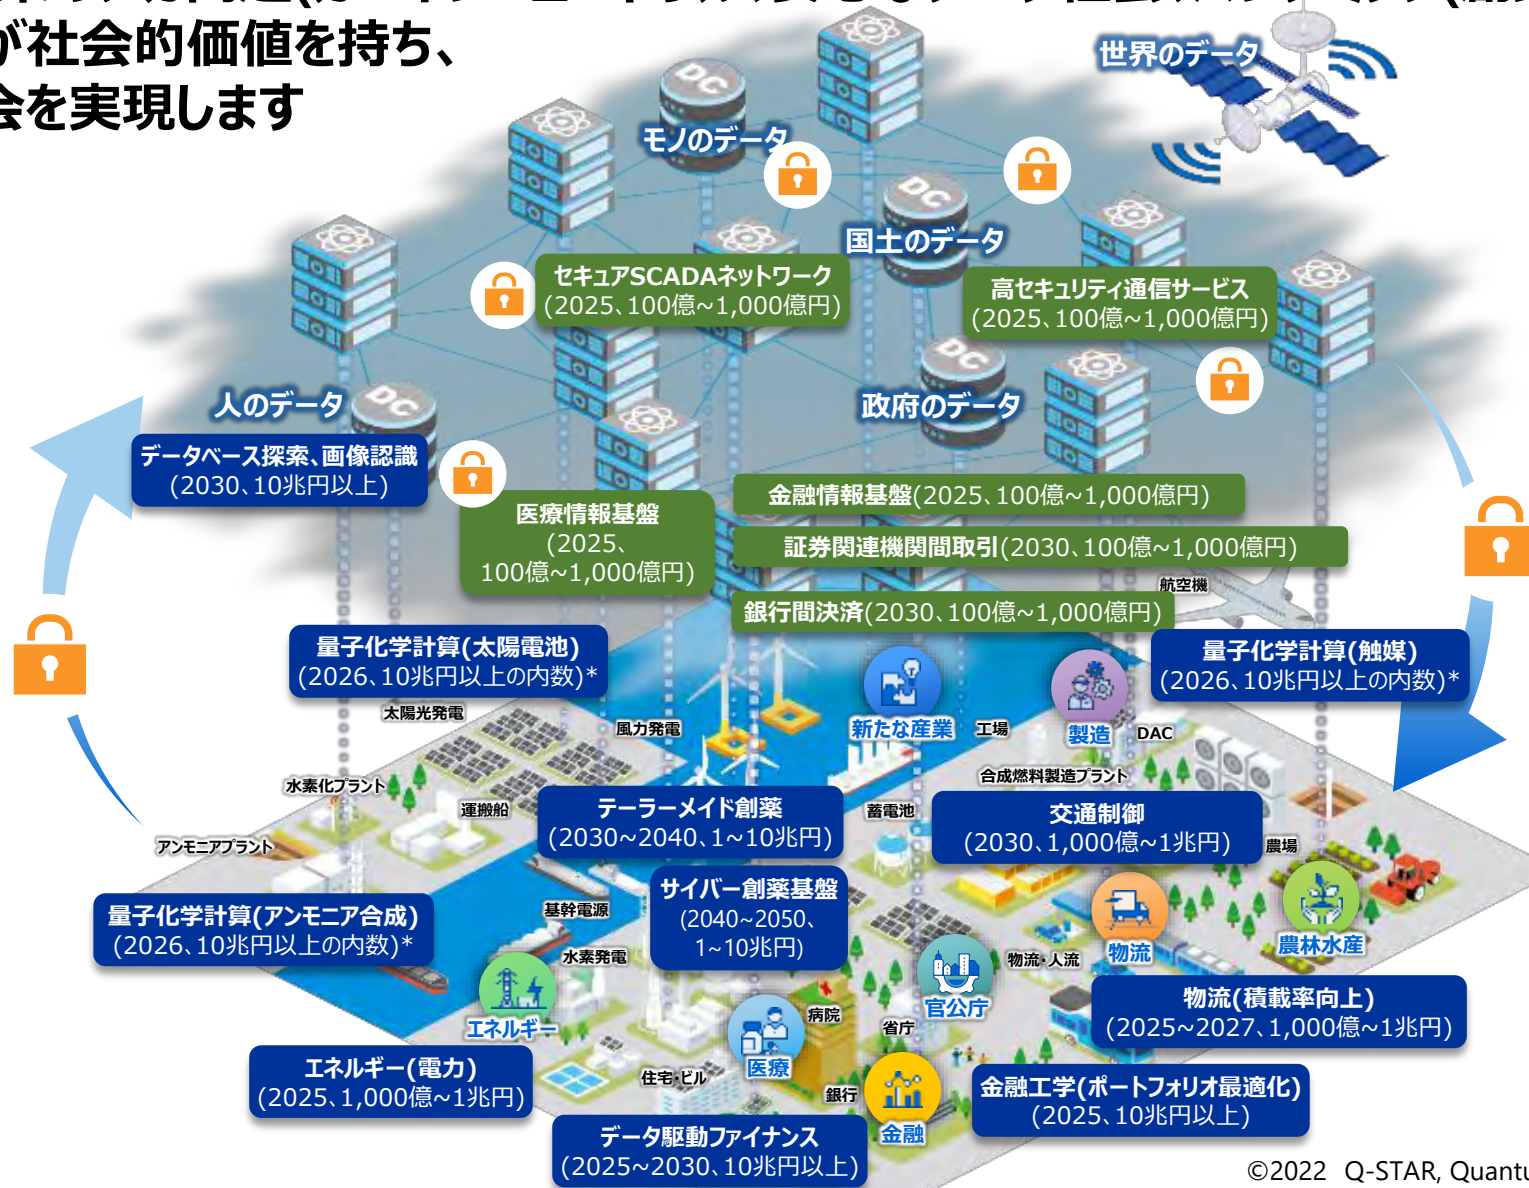 が社会的価値を持ち、
会を実現します
世界のデータ
DC
モノのデータ
DC
国土のデータ
セキュアSCADAネットワーク
(2025、100億~1,000億円)
高セキュリティ通信サービス
(2025、100億~1,000億円)
DC
人のデータ
DC
政府のデータ
データベース探索、画像認識
(2030、10兆円以上)
医療情報基盤
(2025、
100億~1,000億円)
金融情報基盤(2025、100億~1,000億円)
証券関連機関間取引(2030、100億~1,000億円)
航空機
銀行間決済(2030、100億~1,000億円)
量子化学計算(太陽電池)
(2026、10兆円以上の内数)*
量子化学計算(触媒)
(2026、10兆円以上の内数)*
太陽光発電
風力発電
新たな産業
工場
製造
DAC
水素化プラント
運搬船
合成燃料製造プラント
テーラーメイド創薬
(2030~2040、1~10兆円)
蓄電池
交通制御
(2030、1,000億~1兆円)
アンモニアプラント
農場
サイバー創薬基盤
(2040~2050、
1~10兆円)
量子化学計算(アンモニア合成)
(2026、10兆円以上の内数)*
基幹電源
水素発電
物流・人流
物流
農林水産
エネルギー
病院
官公庁
省庁
物流(積載率向上)
(2025~2027、1,000億~1兆円)
エネルギー(電力)
(2025、1,000億~1兆円)
住宅・ビル
医療
銀行
金融
金融工学(ポートフォリオ最適化)
(2025、10兆円以上)
データ駆動ファイナンス
(2025~2030、10兆円以上)
©2022 Q-STAR, Quantu